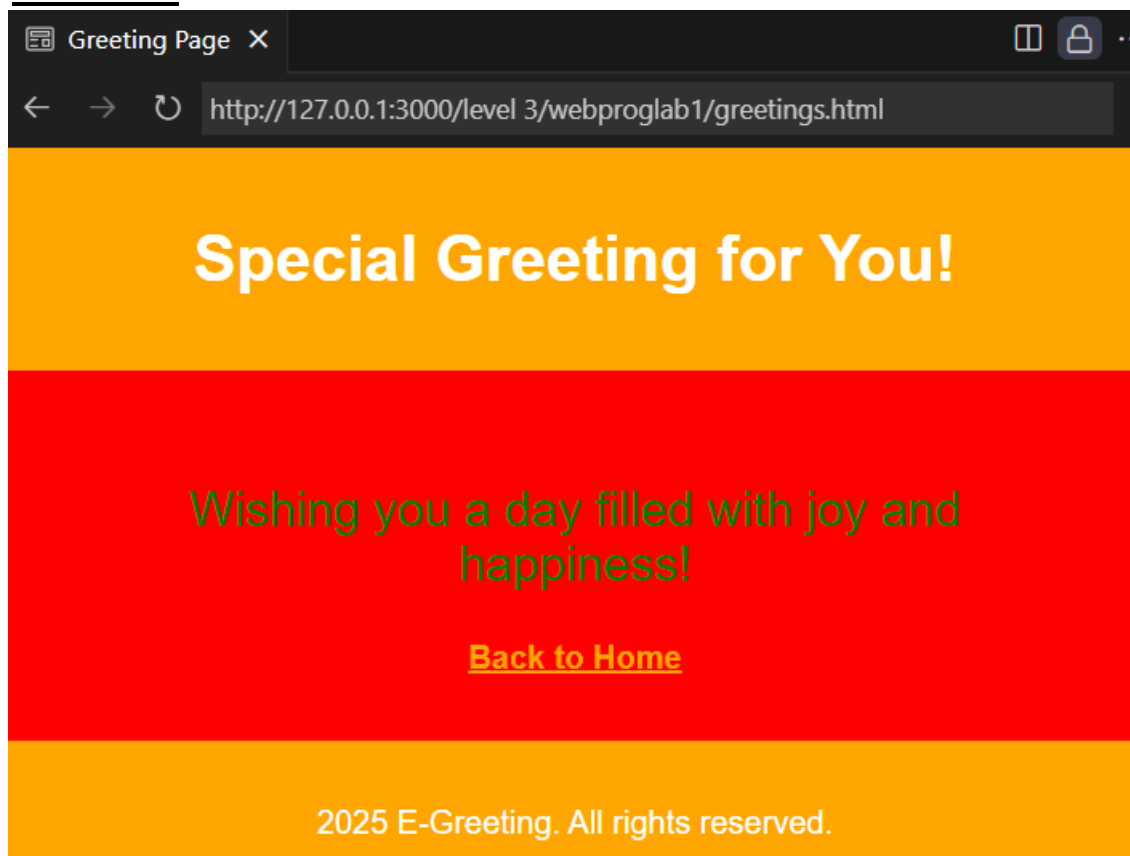 Greeting Page
http://127.0.0.1:3000/level 3/webproglab1/greetings.html
Special Greeting for You!
Wishing you a day filled with joy and
happiness!
Back to Home
2025 E-Greeting. All rights reserved.